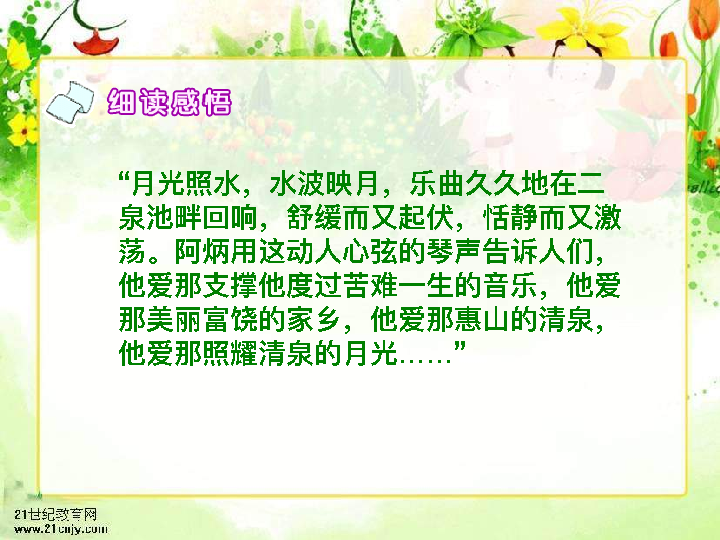 细读感悟
“月光照水，水波映月，乐曲久久地在二
泉池畔回响，舒缓而又起伏，恬静而又激
荡。阿炳用这动人心弦的琴声告诉人们，
他爱那支撑他度过苦难一生的音乐，他爱
那美丽富饶的家乡，他爱那惠山的清泉，
他爱那照耀清泉的月光……”
21世纪教育网
www.21cnjy.com